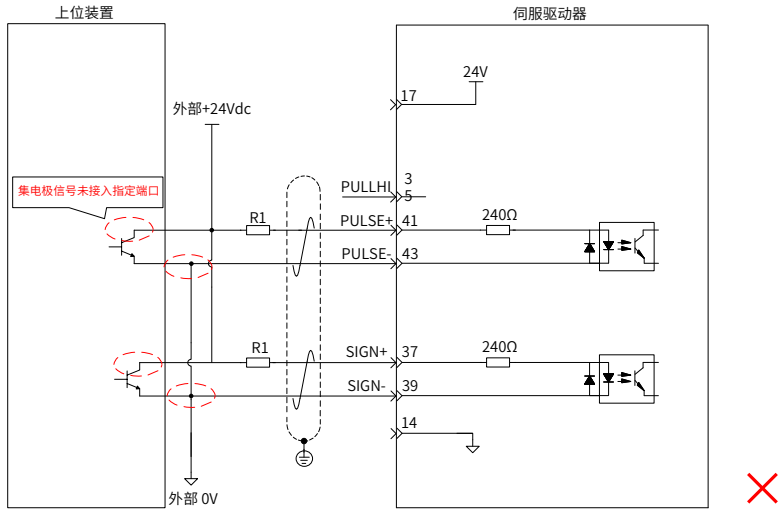 上位装置
伺服驱动器
24V
17
外部+24Vdc
集电极信号未接入指定端口
3
PULLHI
5
R1
PULSE+
41
240Ω
PULSE-
43
R1
SIGN+
37
240Ω
SIGN-
39
14
外部 0V